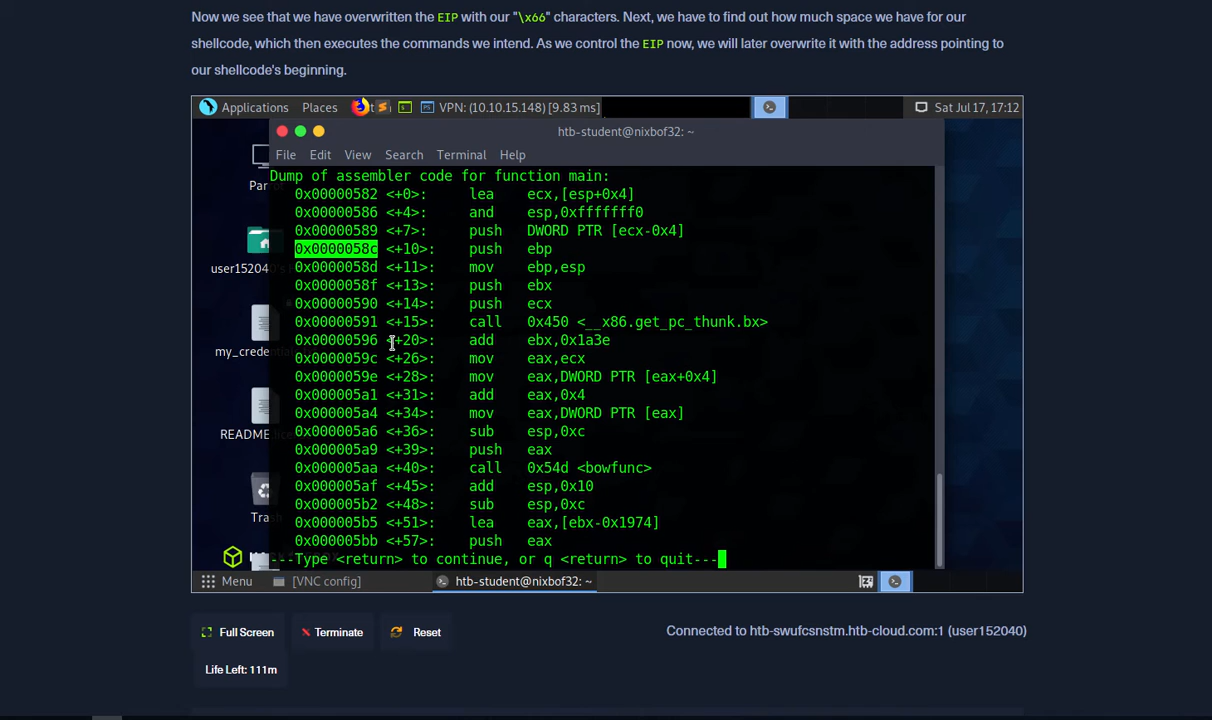 Now we see that we have overwritten the EIP with our "\x66" characters. Next, we have to find out how much space we have for our
shellcode, which then executes the commands we intend. As we control the EIP now, we will later overwrite it with the address pointing to
our shellcode's beginning.
Applications Places VPN: (10.10.15.148) [9.83 ms] Sat Jul 17, 17:12
htb-student@nixbof32: ~
File Edit View Search Terminal Help
Dump of assembler code for function main:
0x00000582 <+0>: lea ecx,[esp+0x4]
0x00000586 <+4>: and esp,0xfffffff0
0x00000589 <+7>: push DWORD PTR [ecx-0x4]
0x0000058c <+10>: push ebp
0x0000058d <+11>: mov ebp,esp
0x0000058f <+13>: push ebx
0x00000590 <+14>: push ecx
0x00000591 <+15>: call 0x450 <__x86.get_pc_thunk.bx>
0x00000596 <+20>: add ebx,0x1a3e
0x0000059c <+26>: mov eax,ecx
0x0000059e <+28>: mov eax,DWORD PTR [eax+0x4]
0x000005a1 <+31>: add eax,0x4
0x000005a4 <+34>: mov eax,DWORD PTR [eax]
0x000005a6 <+36>: sub esp,0xc
0x000005a9 <+39>: push eax
0x000005aa <+40>: call 0x54d <bowfunc>
0x000005af <+45>: add esp,0x10
0x000005b2 <+48>: sub esp,0xc
0x000005b5 <+51>: lea eax,[ebx-0x1974]
0x000005bb <+57>: push eax
---Type <return> to continue, or q <return> to quit---
Par
user152040's
my_credenti
README
Tras
Menu [VNC config] htb-student@nixbof32: ~
Full Screen Terminate Reset Connected to htb-swufcsnstm.htb-cloud.com:1 (user152040)
Life Left: 111m